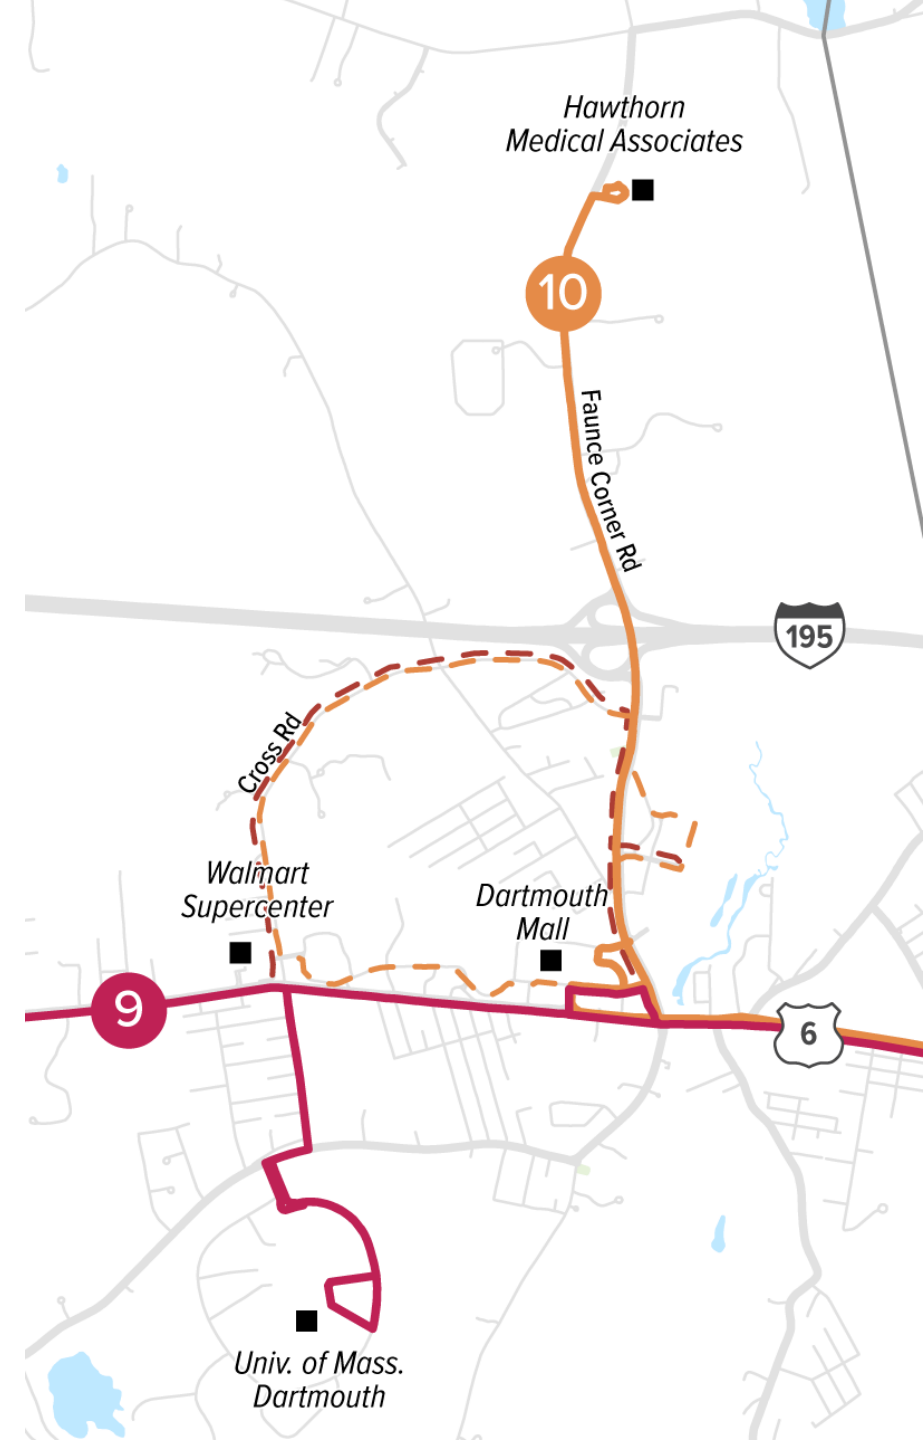 Hawthorn
Medical Associates
10
Faunce Corner Rd
195
Cross Rd
Walmart
Supercenter
Dartmouth
Mall
9
6
Univ. of Mass.
Dartmouth